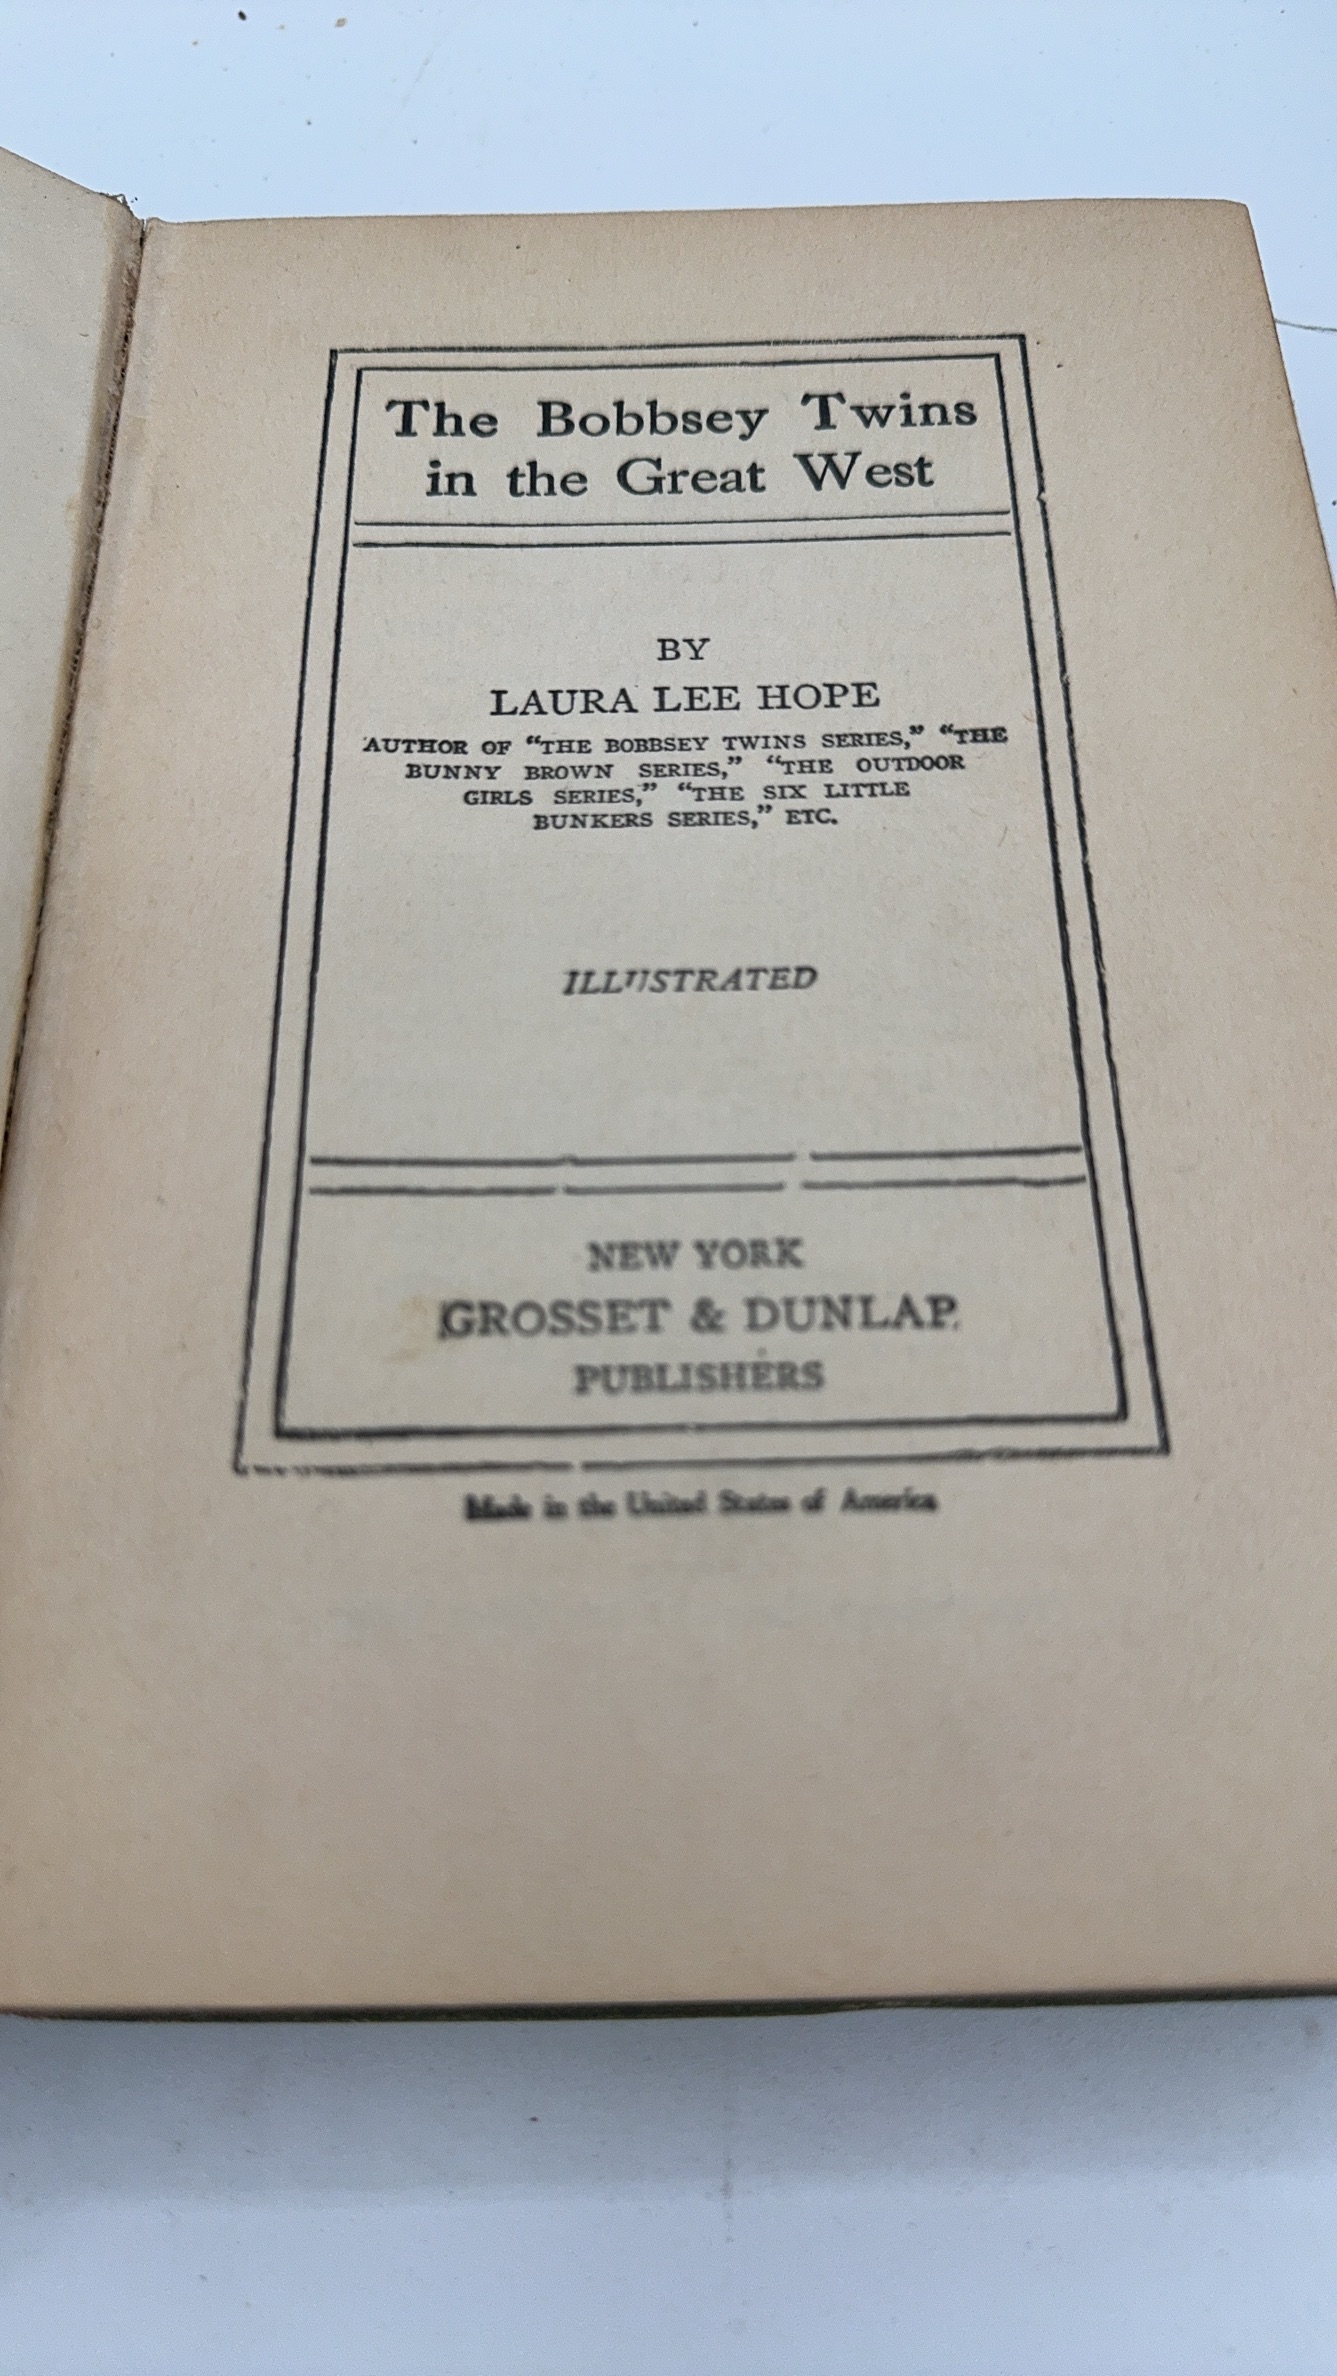 The Bobbsey Twins
in the Great West
BY
LAURA LEE HOPE
AUTHOR OF “THE BOBBSEY TWINS SERIES,” “THE
BUNNY BROWN SERIES,” “THE OUTDOOR
GIRLS SERIES,” “THE SIX LITTLE
BUNKERS SERIES,” ETC.
ILLUSTRATED
NEW YORK
GROSSET & DUNLAP
PUBLISHERS
Made in the United States of America